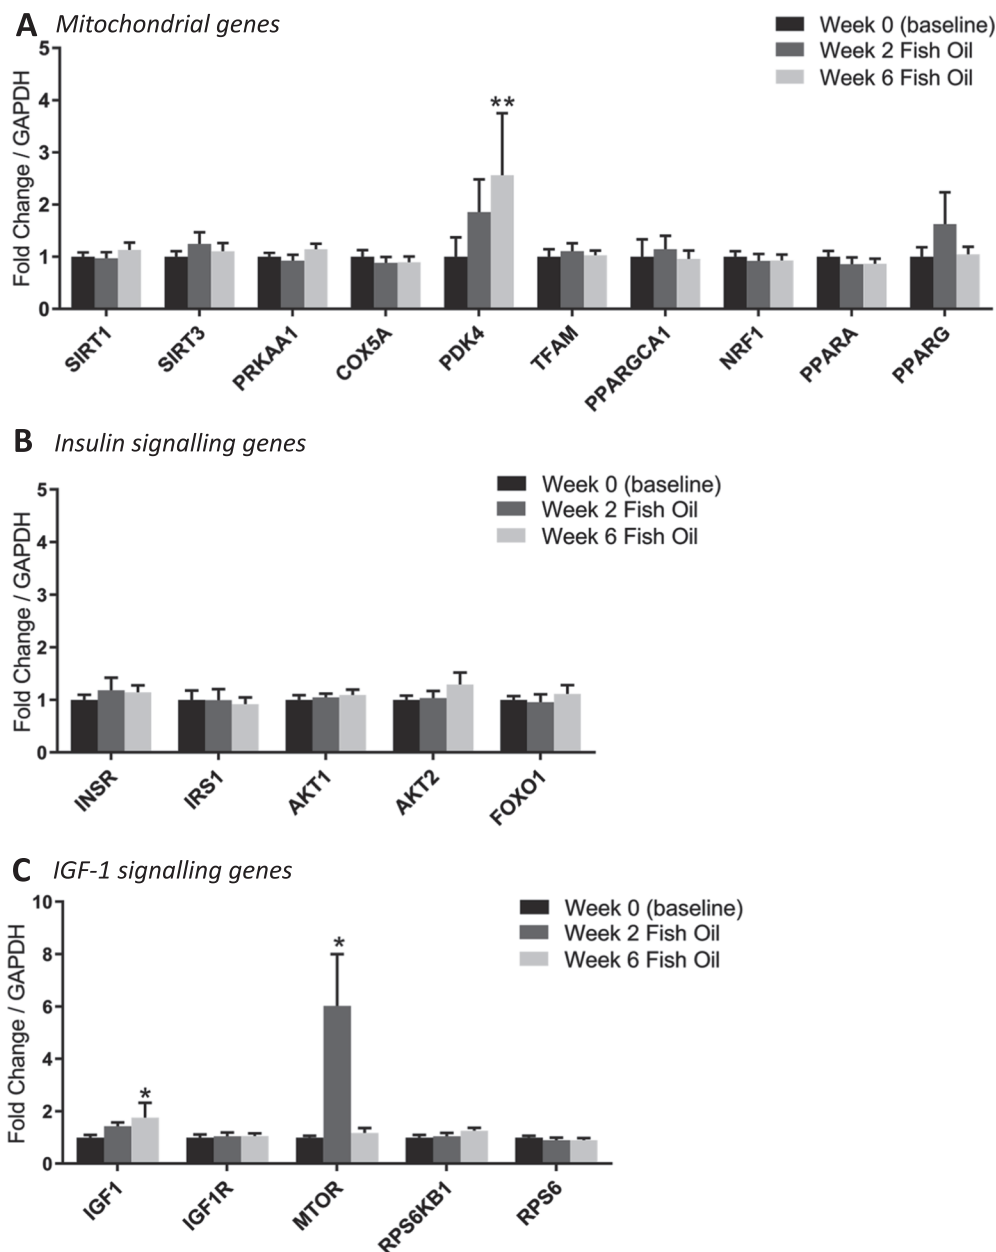 A Mitochondrial genes
Week 0 (baseline)
Week 2 Fish Oil
Week 6 Fish Oil
Fold Change / GAPDH
5
4
3
2
1
0
**
SIRT1
SIRT3
PRKAA1
COX5A
PDK4
TFAM
PPARGCA1
NRF1
PPARA
PPARG
B Insulin signalling genes
Week 0 (baseline)
Week 2 Fish Oil
Week 6 Fish Oil
Fold Change / GAPDH
5
4
3
2
1
0
INSR
IRS1
AKT1
AKT2
FOXO1
C IGF-1 signalling genes
Week 0 (baseline)
Week 2 Fish Oil
Week 6 Fish Oil
Fold Change / GAPDH
10
8
6
4
2
0
*
*
IGF1
IGF1R
MTOR
RPS6KB1
RPS6